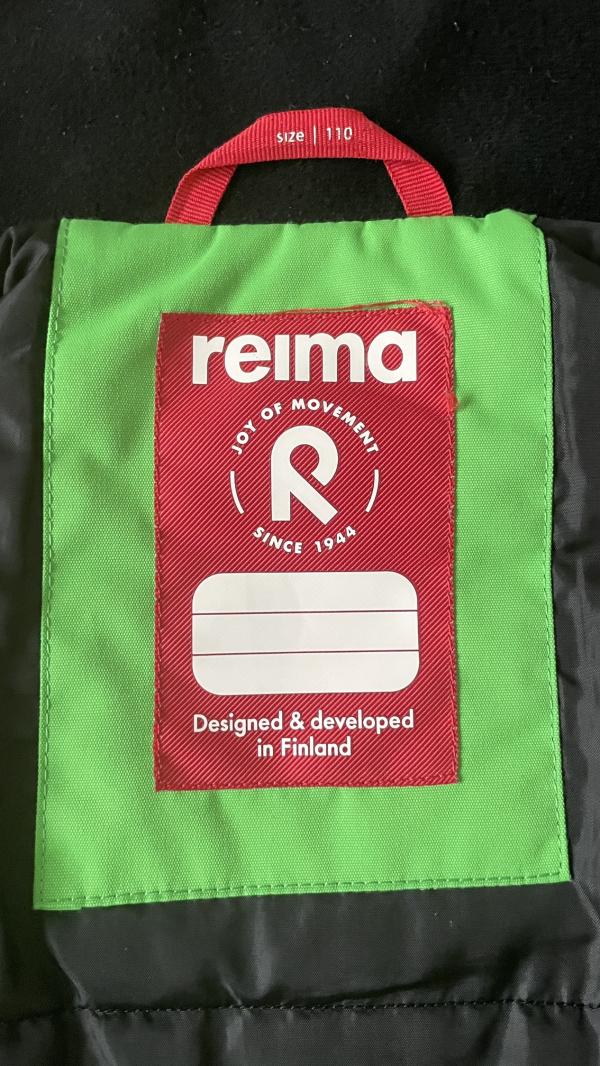 size | 110
reima
JOY OF MOVEMENT
R
SINCE 1944
Designed & developed
in Finland